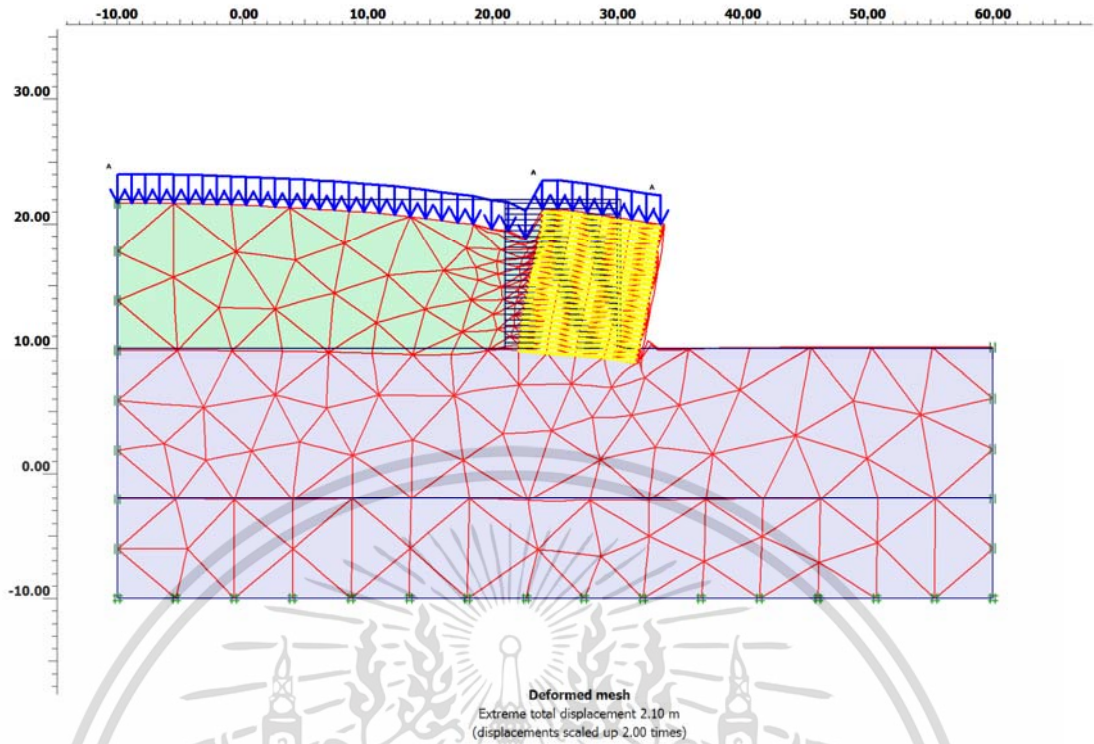 -10.00 0.00 10.00 20.00 30.00 40.00 50.00 60.00
30.00
A
A
A
20.00
10.00
0.00
-10.00
Deformed mesh
Extreme total displacement 2.10 m
(displacements scaled up 2.00 times)